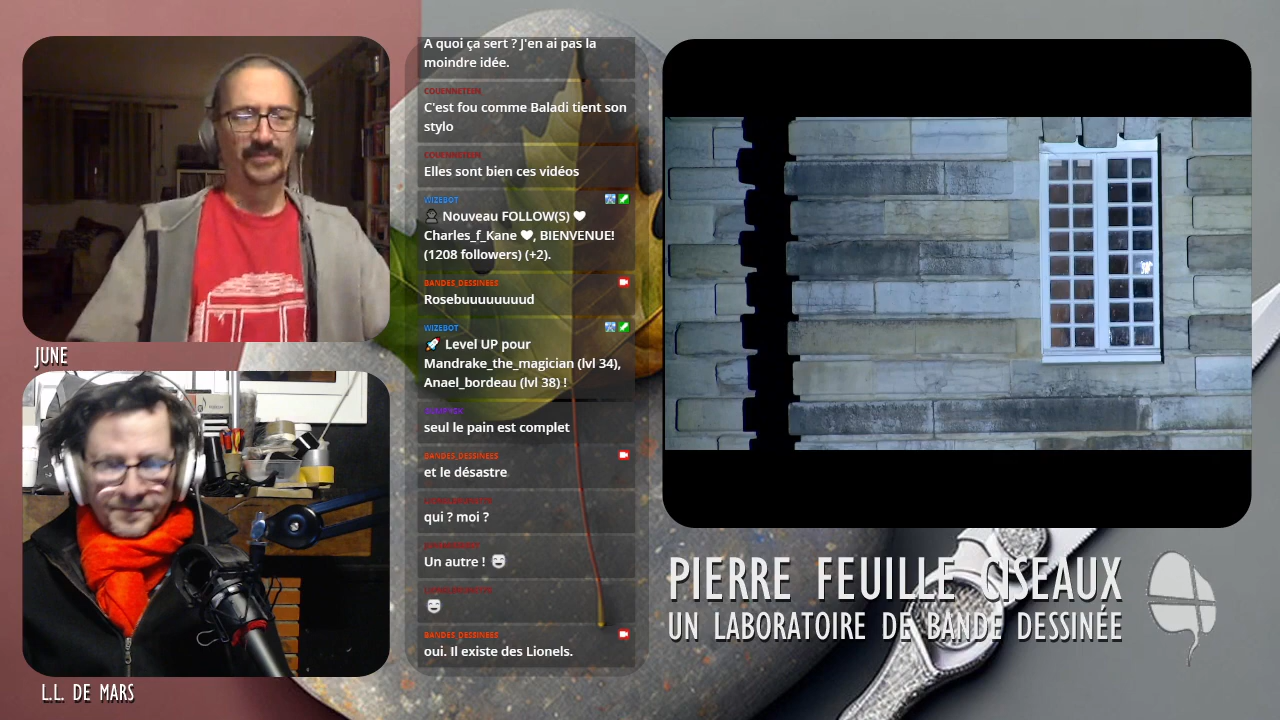 A quoi ça sert ? J'en ai pas la
moindre idée.
COUENNETESH
C'est fou comme Baladi tient son
stylo
COUENNETESH
Elles sont bien ces vidéos
WIZEBOT
Nouveau FOLLOW(S)
Charles_f_Kane , BIENVENUE!
(1208 followers) (+2).
BANDES_DESSINEES
Rosebuuuuuuuud
WIZEBOT
Level UP pour
Mandrake_the_magician (lvl 34),
Anael_bordeau (lvl 38) !
seul le pain est complet
BANDES_DESSINEES
et le désastre
qui ? moi ?
Un autre !
BANDES_DESSINEES
oui. Il existe des Lionels.
JUNE
L.L. DE MARS
PIERRE FEUILLE CISEAUX
UN LABORATOIRE DE BANDE DESSINÉE